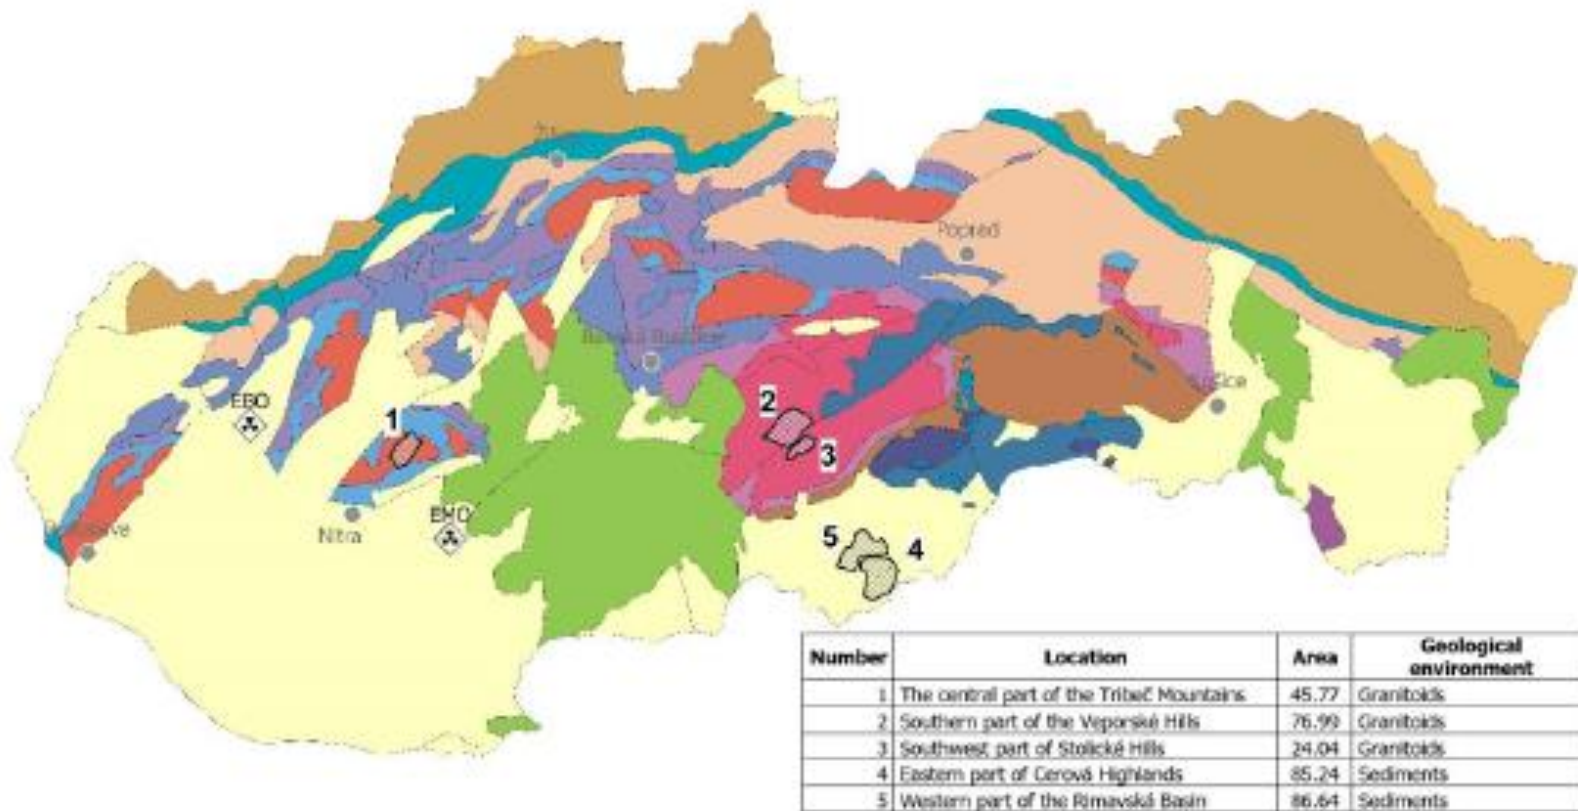 Poprad
EBO
1
2
3
EMO
Nitra
5
4
Number Location Area Geological environment
1 The central part of the Tribeč Mountains 45.77 Granitoids
2 Southern part of the Veporské Hills 76.99 Granitoids
3 Southwest part of Stolické Hills 24.04 Granitoids
4 Eastern part of Cerová Highlands 85.24 Sediments
5 Western part of the Rimavská Basin 86.64 Sediments